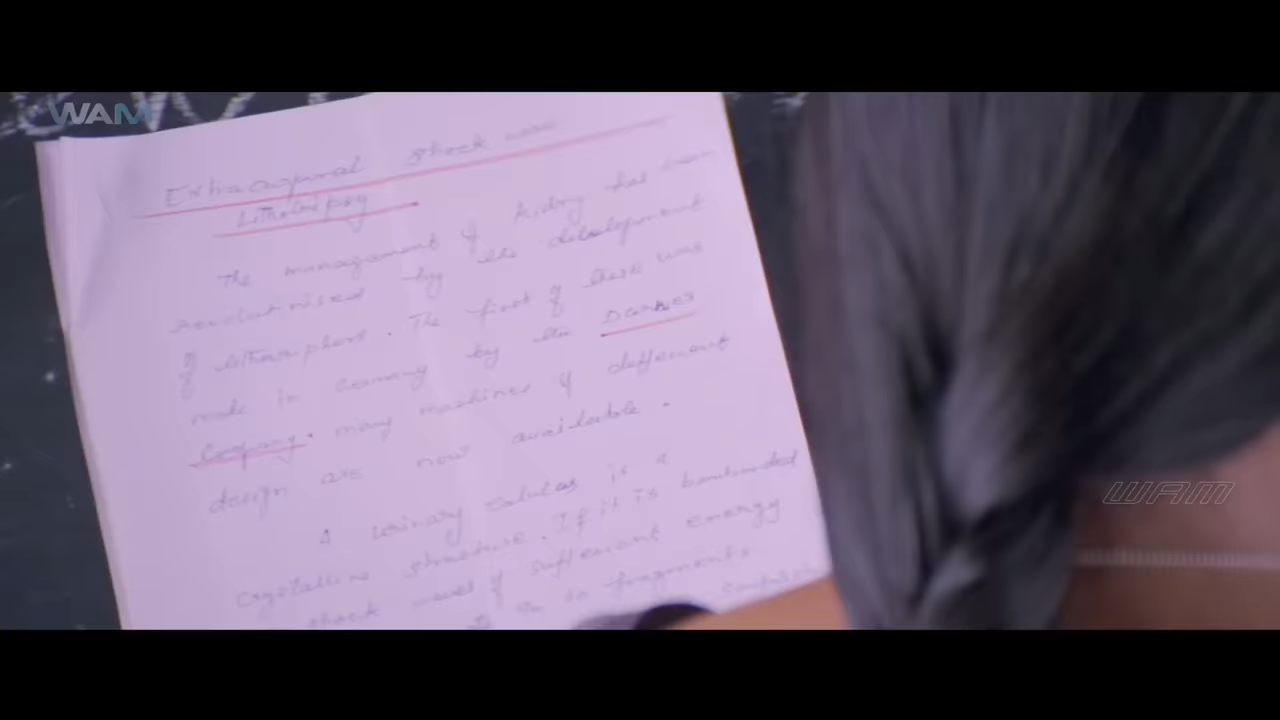 WAM
Extracorporal Shock wave
Lithotripsy
The management of kidney has been
revolutionised by the development
of lithotriptors. The first of these was
made in Germany by the Dornier
Company. many machines of different
design are now available.
A urinary calculus is a
crystalline structure. If it is bombarded
shock waves of sufficient energy
to fragments
WAM